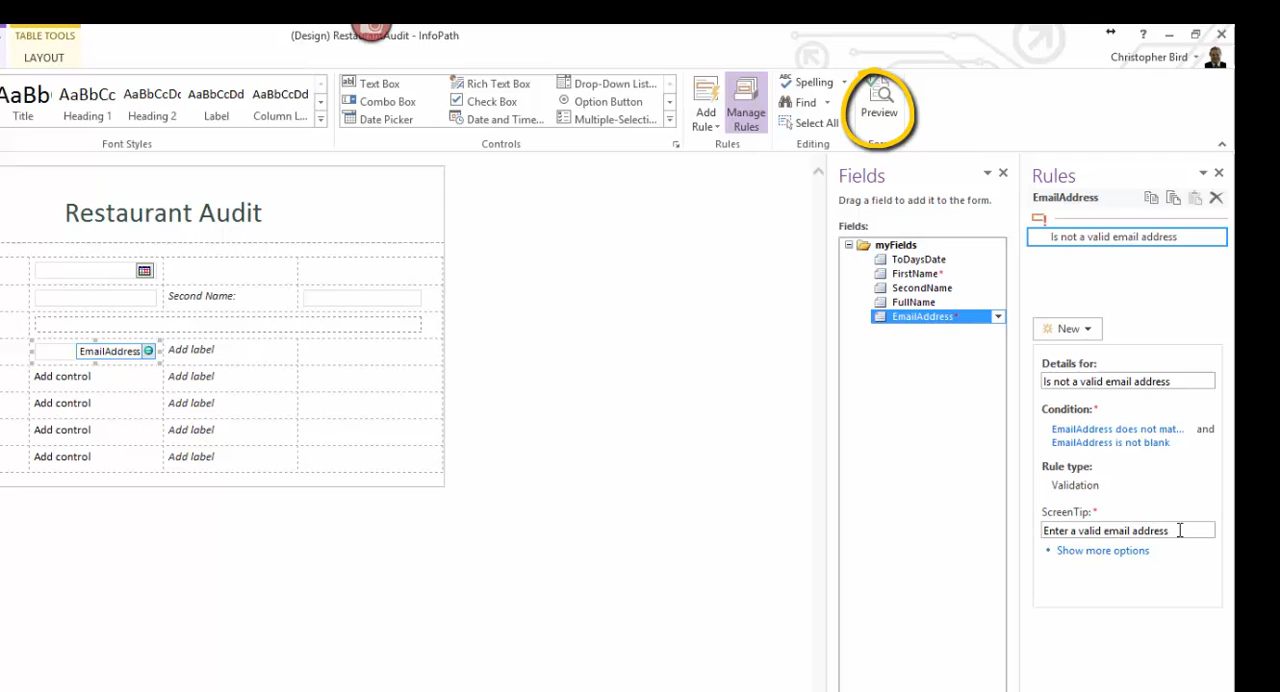 TABLE TOOLS
(Design) Restaurant Audit - InfoPath
?
LAYOUT
Christopher Bird
AaBb AaBbCc AaBbCc AaBbCcDd AaBbCcDd
Title Heading 1 Heading 2 Label Column L...
Font Styles
Text Box Rich Text Box Drop-Down List...
Combo Box Check Box Option Button
Date Picker Date and Time... Multiple-Selecti...
Controls
Add Rule
Manage Rules
Rules
Spelling
Find
Select All
Editing
Preview
Restaurant Audit
Second Name:
EmailAddress Add label
Add control Add label
Add control Add label
Add control Add label
Add control Add label
Fields
Drag a field to add it to the form.
Fields:
myFields
ToDaysDate
FirstName*
SecondName
FullName
EmailAddress*
Rules
EmailAddress
Is not a valid email address
New
Details for:
Is not a valid email address
Condition:*
EmailAddress does not mat... and
EmailAddress is not blank
Rule type:
Validation
ScreenTip:*
Enter a valid email address
Show more options